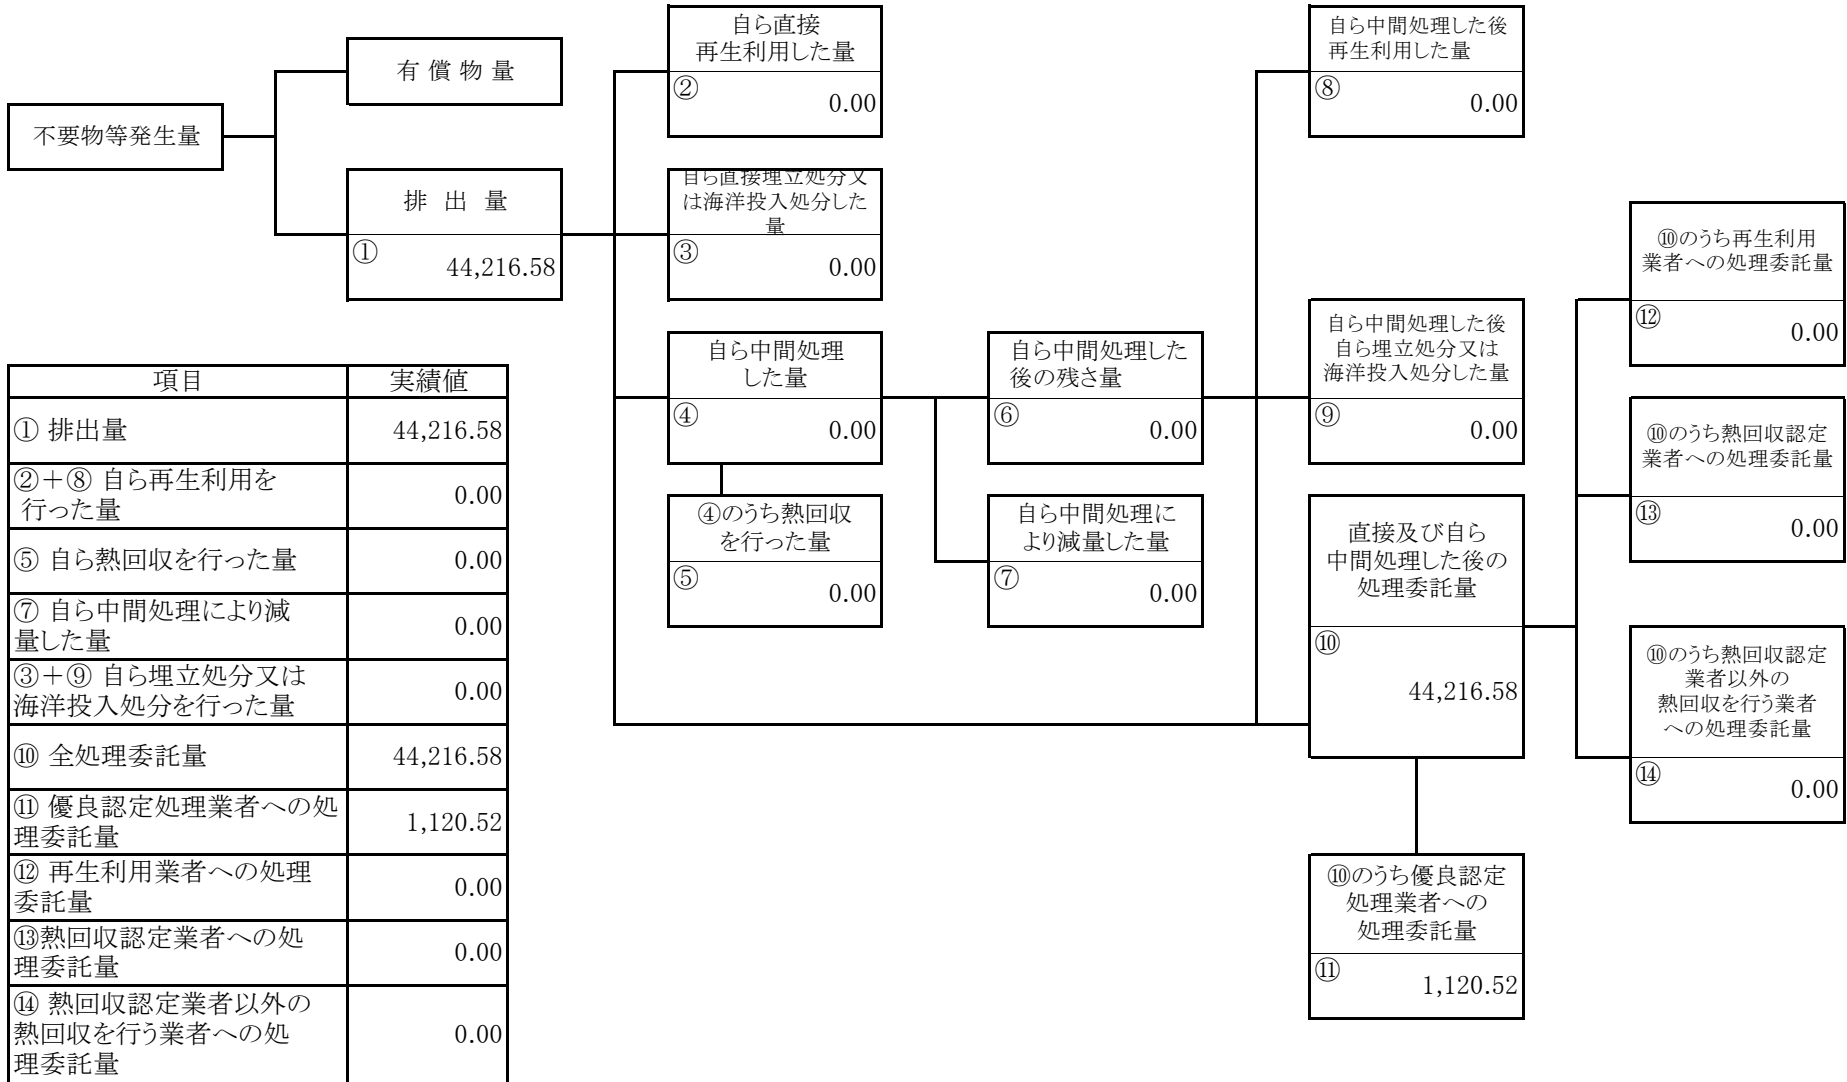 不要物等発生量
有償物量
排出量
①
44,216.58
自ら直接
再生利用した量
②
0.00
自ら直接埋立処分又
は海洋投入処分した
量
③
0.00
自ら中間処理
した量
④
0.00
④のうち熱回収
を行った量
⑤
0.00
自ら中間処理した
後の残さ量
⑥
0.00
自ら中間処理に
より減量した量
⑦
0.00
自ら中間処理した後
再生利用した量
⑧
0.00
自ら中間処理した後
自ら埋立処分又は
海洋投入処分した量
⑨
0.00
直接及び自ら
中間処理した後の
処理委託量
⑩
44,216.58
⑩のうち優良認定
処理業者への
処理委託量
⑪
1,120.52
⑩のうち再生利用
業者への処理委託量
⑫
0.00
⑩のうち熱回収認定
業者への処理委託量
⑬
0.00
⑩のうち熱回収認定
業者以外の
熱回収を行う業者
への処理委託量
⑭
0.00
項目 実績値
① 排出量 44,216.58
②＋⑧ 自ら再生利用を
行った量 0.00
⑤ 自ら熱回収を行った量 0.00
⑦ 自ら中間処理により減
量した量 0.00
③＋⑨ 自ら埋立処分又は
海洋投入処分を行った量 0.00
⑩ 全処理委託量 44,216.58
⑪ 優良認定処理業者への処
理委託量 1,120.52
⑫ 再生利用業者への処理
委託量 0.00
⑬熱回収認定業者への処
理委託量 0.00
⑭ 熱回収認定業者以外の
熱回収を行う業者への処
理委託量 0.00